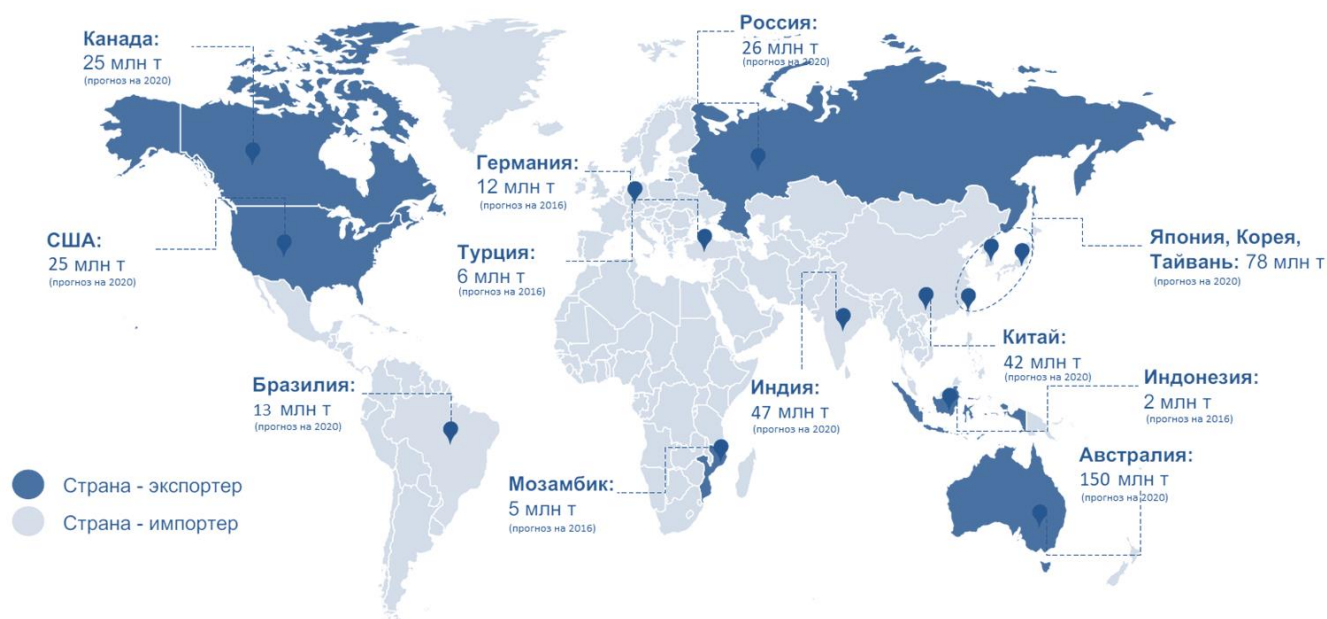 Канада:
25 млн т
(прогноз на 2020)
Россия:
26 млн т
(прогноз на 2020)
Германия:
12 млн т
(прогноз на 2016)
США:
25 млн т
(прогноз на 2020)
Турция:
6 млн т
(прогноз на 2016)
Япония, Корея,
Тайвань: 78 млн т
(прогноз на 2020)
Китай:
42 млн т
(прогноз на 2020)
Бразилия:
13 млн т
(прогноз на 2020)
Индия:
47 млн т
(прогноз на 2020)
Индонезия:
2 млн т
(прогноз на 2016)
Мозамбик:
5 млн т
(прогноз на 2016)
Австралия:
150 млн т
(прогноз на 2020)
Страна - экспортер
Страна - импортер